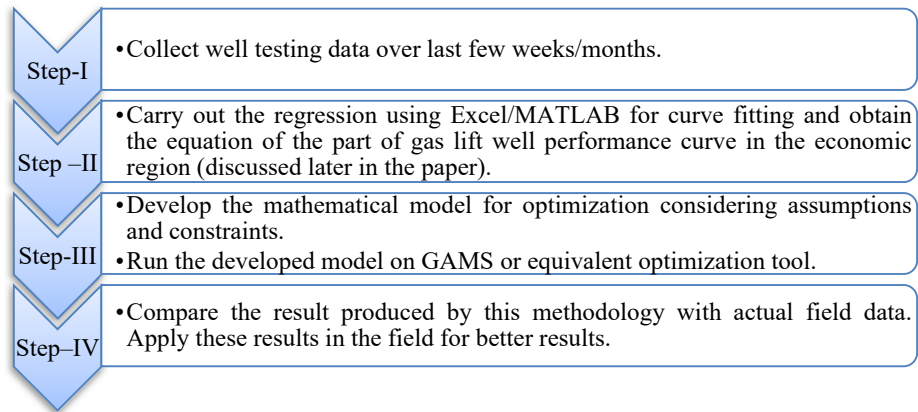 Step-I
•Collect well testing data over last few weeks/months.
Step –II
•Carry out the regression using Excel/MATLAB for curve fitting and obtain
the equation of the part of gas lift well performance curve in the economic
region (discussed later in the paper).
Step-III
•Develop the mathematical model for optimization considering assumptions
and constraints.
•Run the developed model on GAMS or equivalent optimization tool.
Step–IV
•Compare the result produced by this methodology with actual field data.
Apply these results in the field for better results.